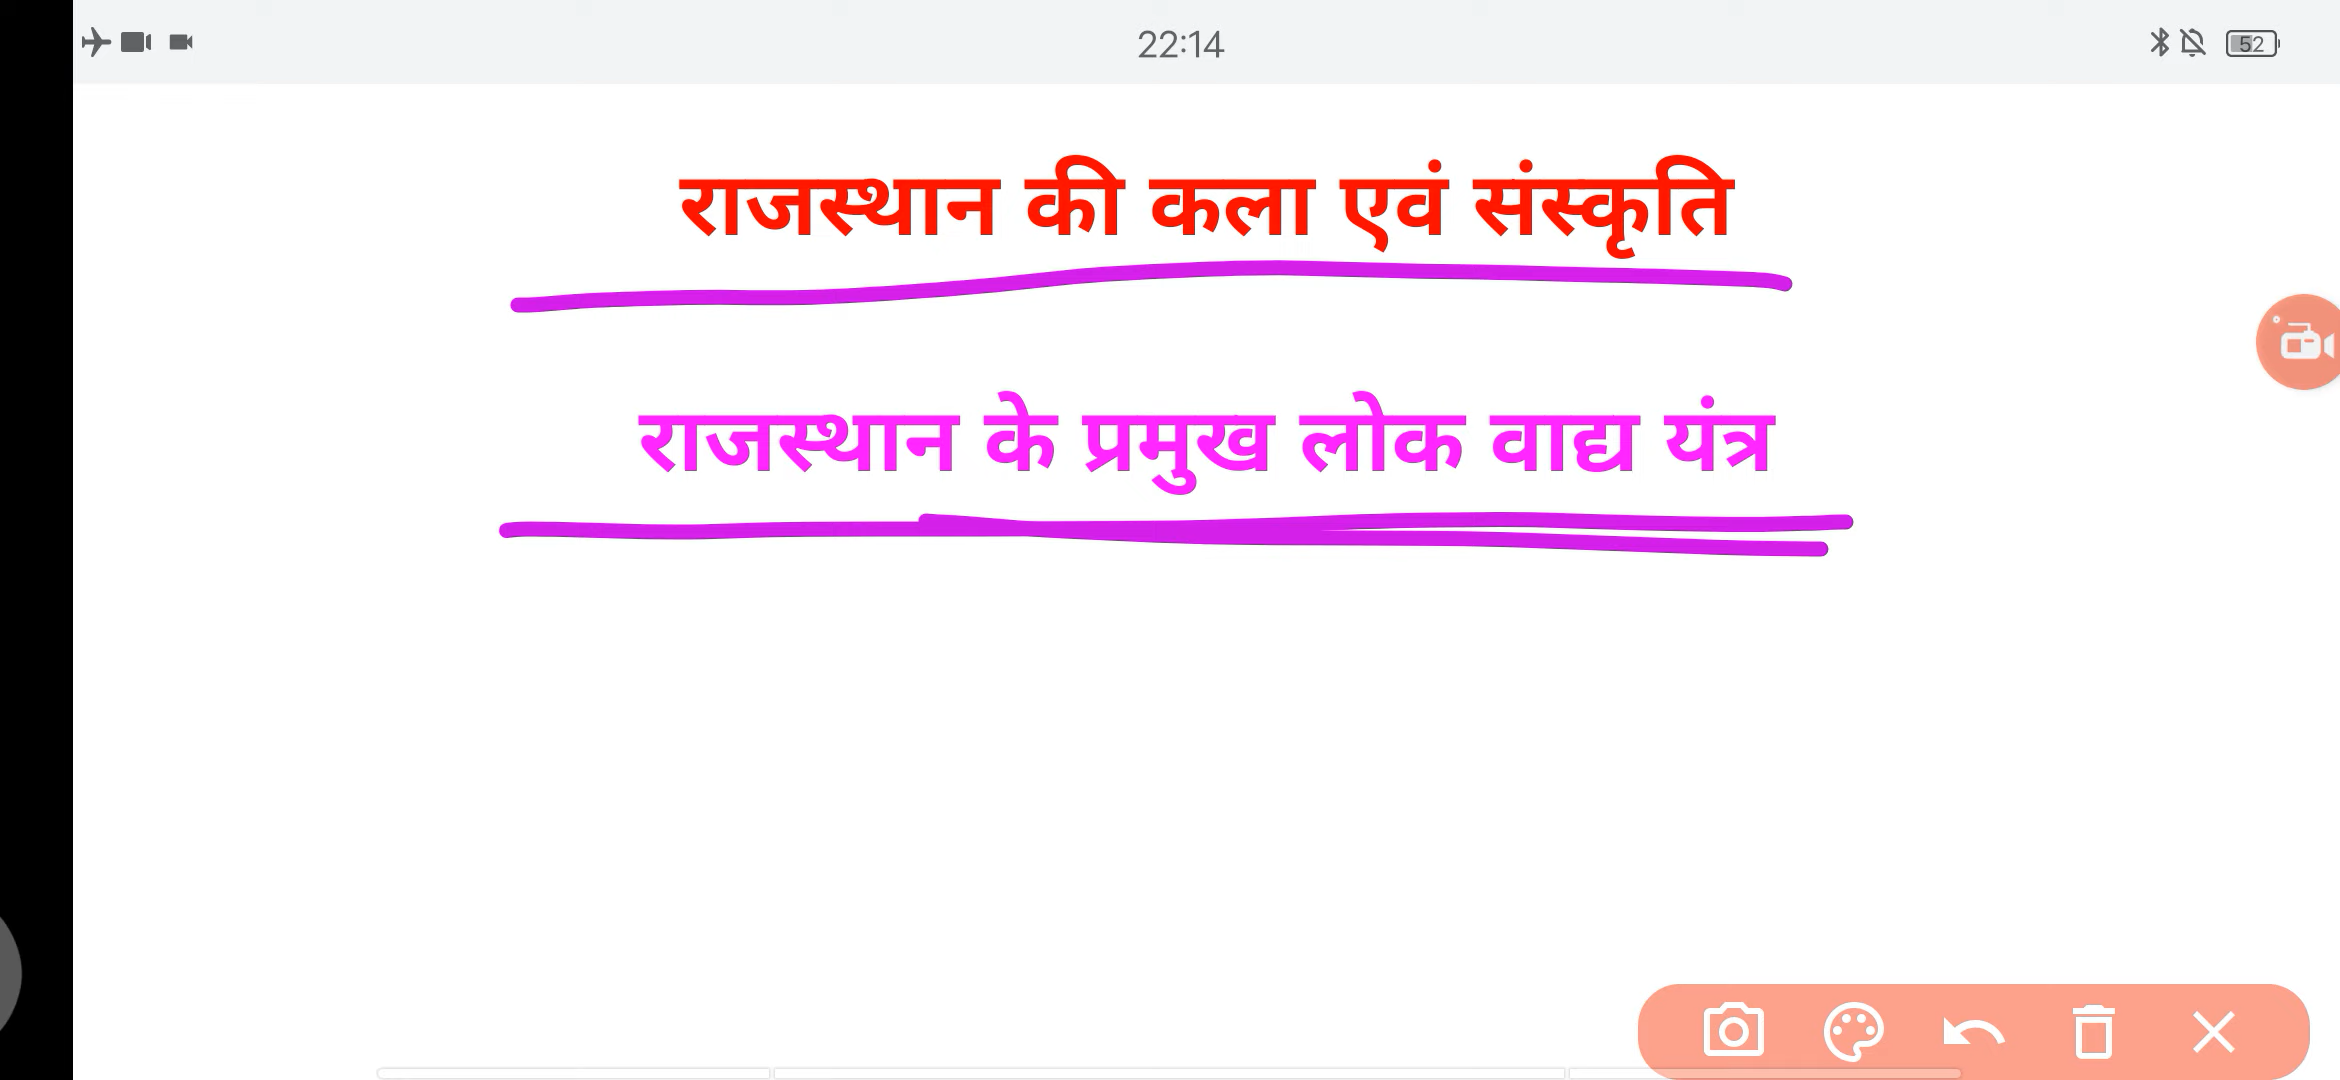 22:14
52
राजस्थान की कला एवं संस्कृति
राजस्थान के प्रमुख लोक वाद्य यंत्र